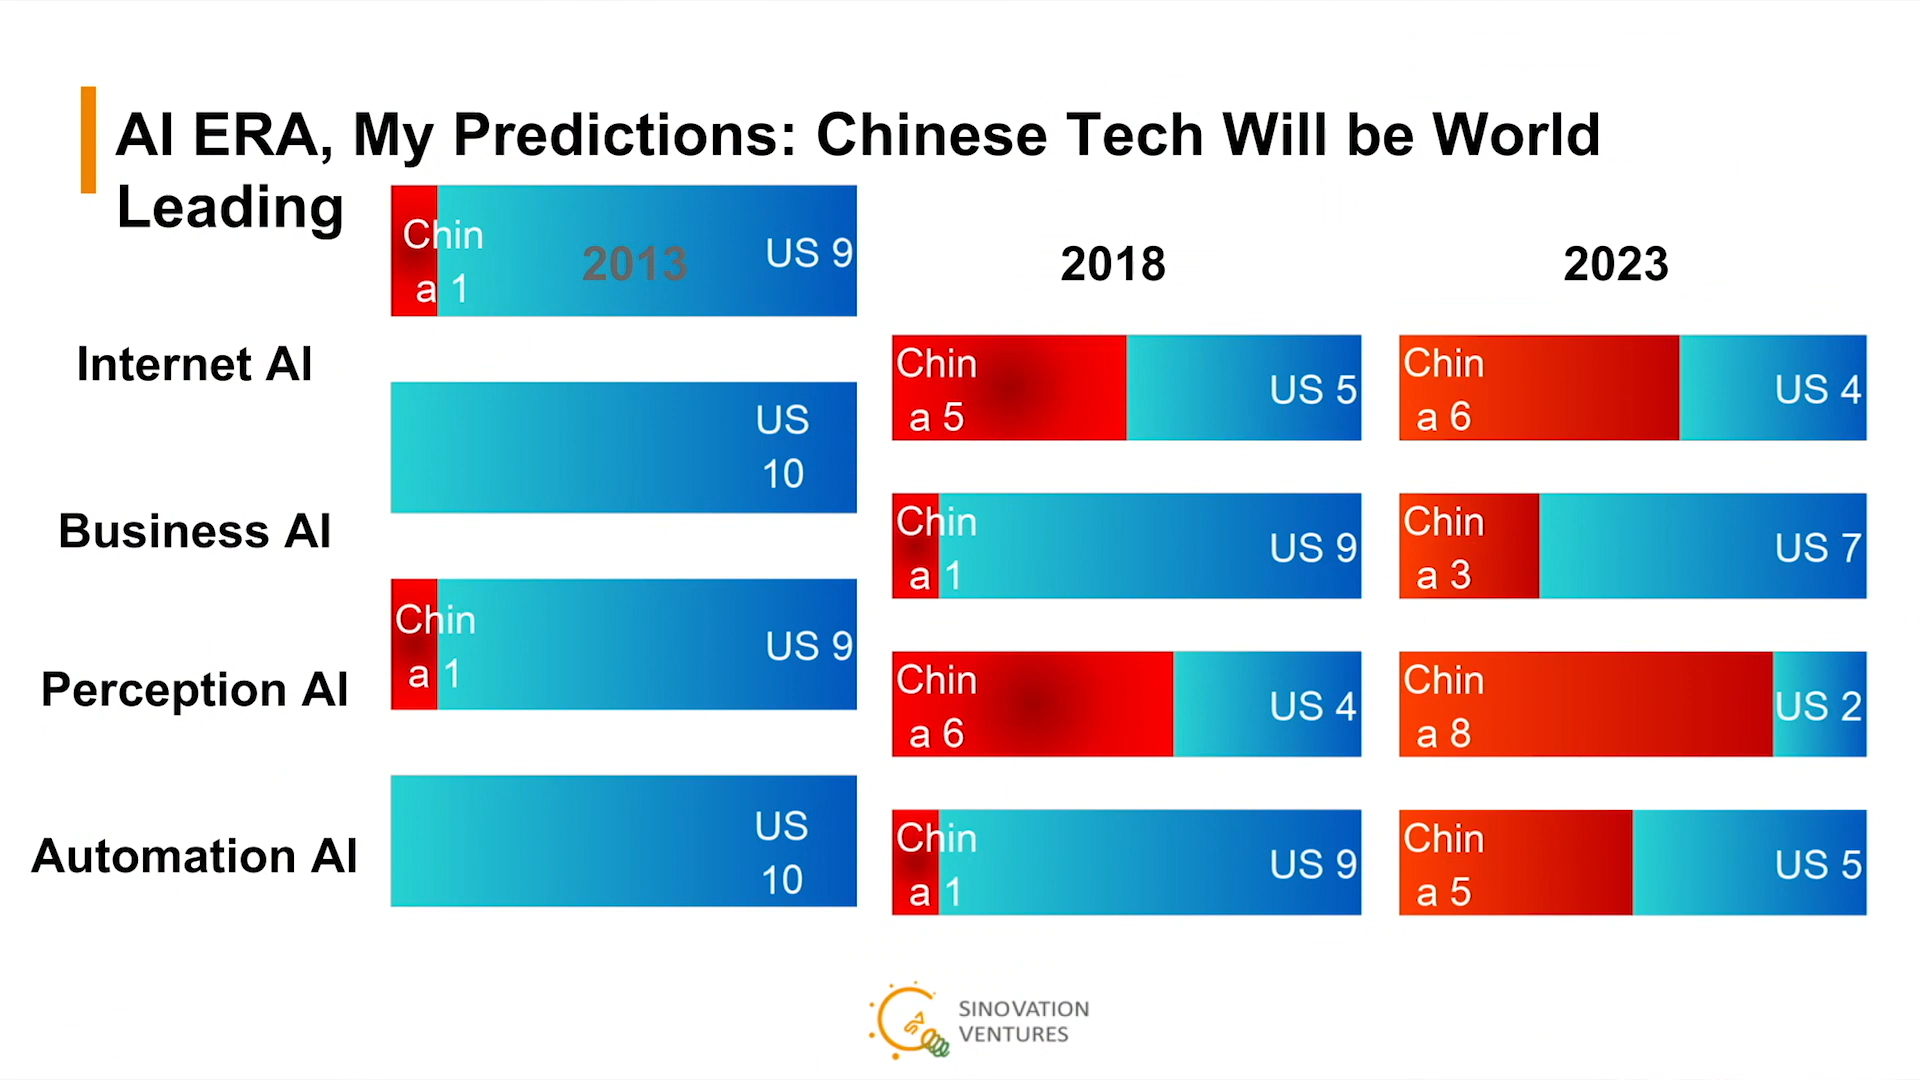 AI ERA, My Predictions: Chinese Tech Will be World
Leading
2013
2018
2023
Internet AI
Chin
a 1
US 9
Chin
a 5
US 5
Chin
a 6
US 4
Business AI
US
10
Chin
a 1
US 9
Chin
a 3
US 7
Perception AI
Chin
a 1
US 9
Chin
a 6
US 4
Chin
a 8
US 2
Automation AI
US
10
Chin
a 1
US 9
Chin
a 5
US 5
SINOVATION
VENTURES